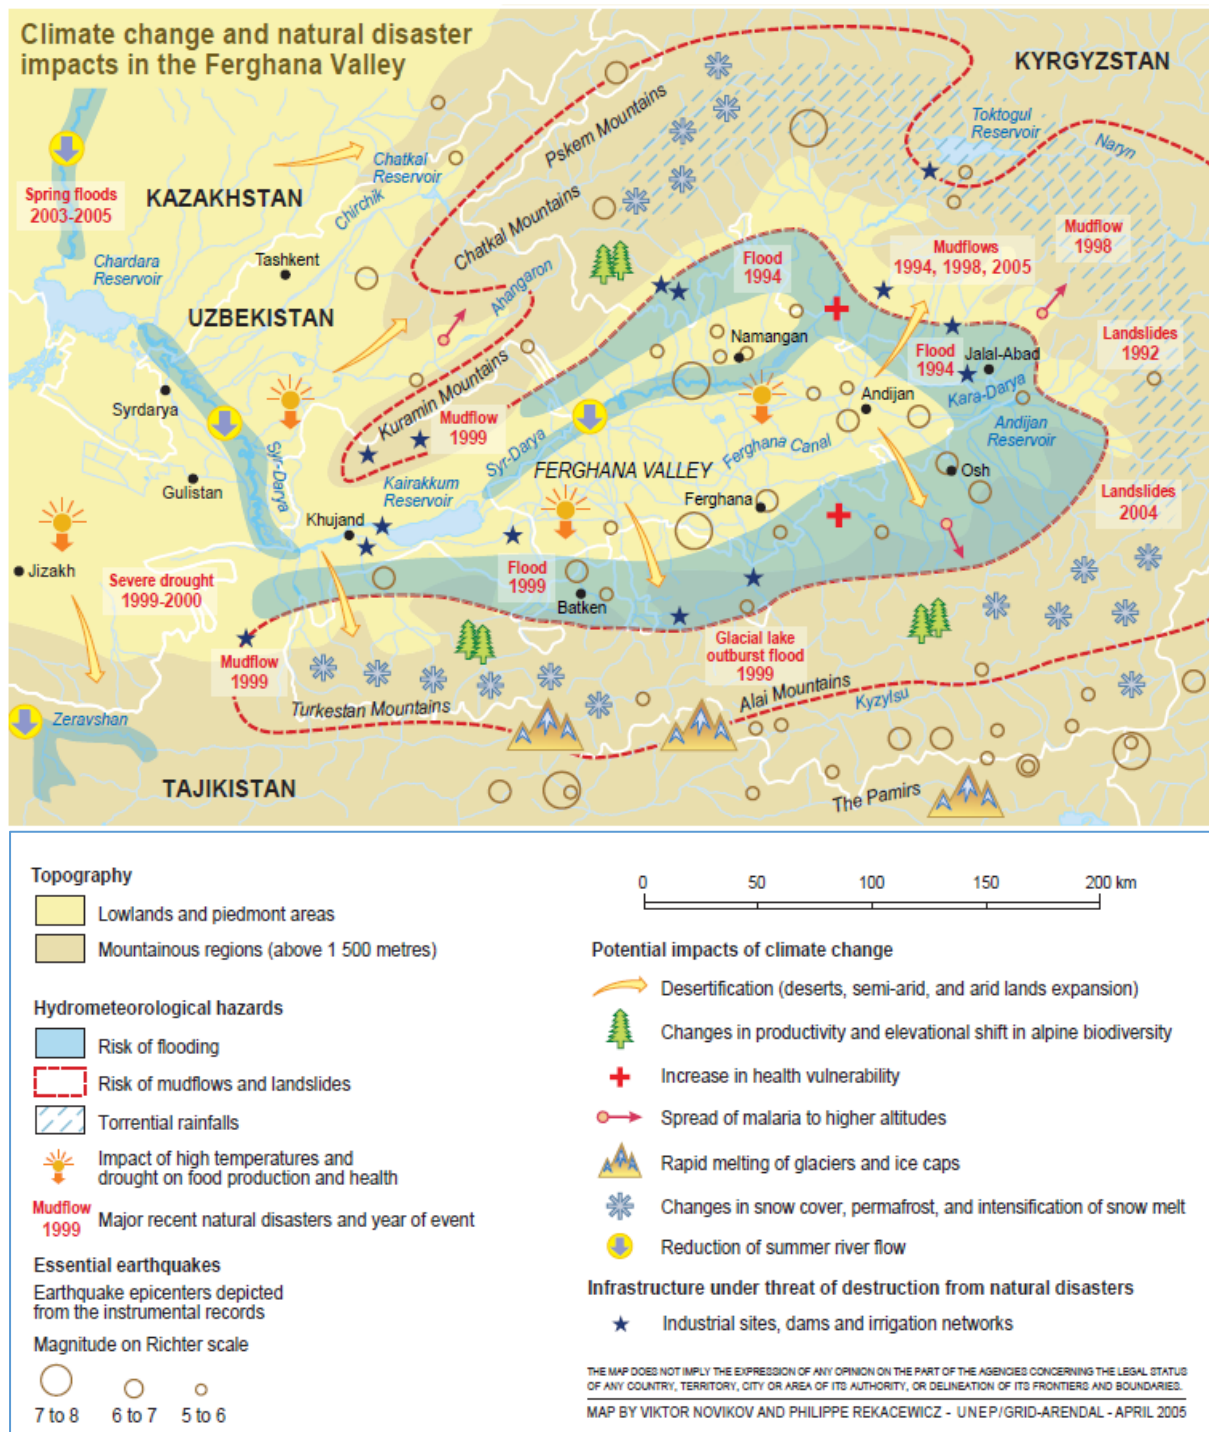 Climate change and natural disaster
impacts in the Ferghana Valley
KYRGYZSTAN
Toktogul
Reservoir
Naryn
Pskem Mountains
Chatkal
Reservoir
Spring floods
2003-2005
KAZAKHSTAN
Chirchik
Chatkal Mountains
Mudflow
1998
Mudflows
1994, 1998, 2005
Flood
1994
Chardara
Reservoir
Tashkent
Ahangaron
UZBEKISTAN
Namangan
Flood
1994
Jalal-Abad
Landslides
1992
Kuramin Mountains
Syrdarya
Mudflow
1999
Andijan
Kara-Darya
Andijan
Reservoir
Syr-Darya
Syr-Darya
Ferghana Canal
FERGHANA VALLEY
Osh
Gulistan
Kairakkum
Reservoir
Ferghana
Landslides
2004
Khujand
Jizakh
Severe drought
1999-2000
Flood
1999
Batken
Glacial lake
outburst flood
1999
Mudflow
1999
Turkestan Mountains
Alai Mountains
Kyzylsu
Zeravshan
TAJIKISTAN
The Pamirs
Topography
Lowlands and piedmont areas
Mountainous regions (above 1 500 metres)
Hydrometeorological hazards
Risk of flooding
Risk of mudflows and landslides
Torrential rainfalls
Impact of high temperatures and
drought on food production and health
Mudflow
1999
Major recent natural disasters and year of event
Essential earthquakes
Earthquake epicenters depicted
from the instrumental records
Magnitude on Richter scale
7 to 8 6 to 7 5 to 6
0 50 100 150 200 km
Potential impacts of climate change
Desertification (deserts, semi-arid, and arid lands expansion)
Changes in productivity and elevational shift in alpine biodiversity
Increase in health vulnerability
Spread of malaria to higher altitudes
Rapid melting of glaciers and ice caps
Changes in snow cover, permafrost, and intensification of snow melt
Reduction of summer river flow
Infrastructure under threat of destruction from natural disasters
Industrial sites, dams and irrigation networks
THE MAP DOES NOT IMPLY THE EXPRESSION OF ANY OPINION ON THE PART OF THE AGENCIES CONCERNING THE LEGAL STATUS
OF ANY COUNTRY, TERRITORY, CITY OR AREA OF ITS AUTHORITY, OR DELINEATION OF ITS FRONTIERS AND BOUNDARIES.
MAP BY VIKTOR NOVIKOV AND PHILIPPE REKACEWICZ - UNEP/GRID-ARENDAL - APRIL 2005